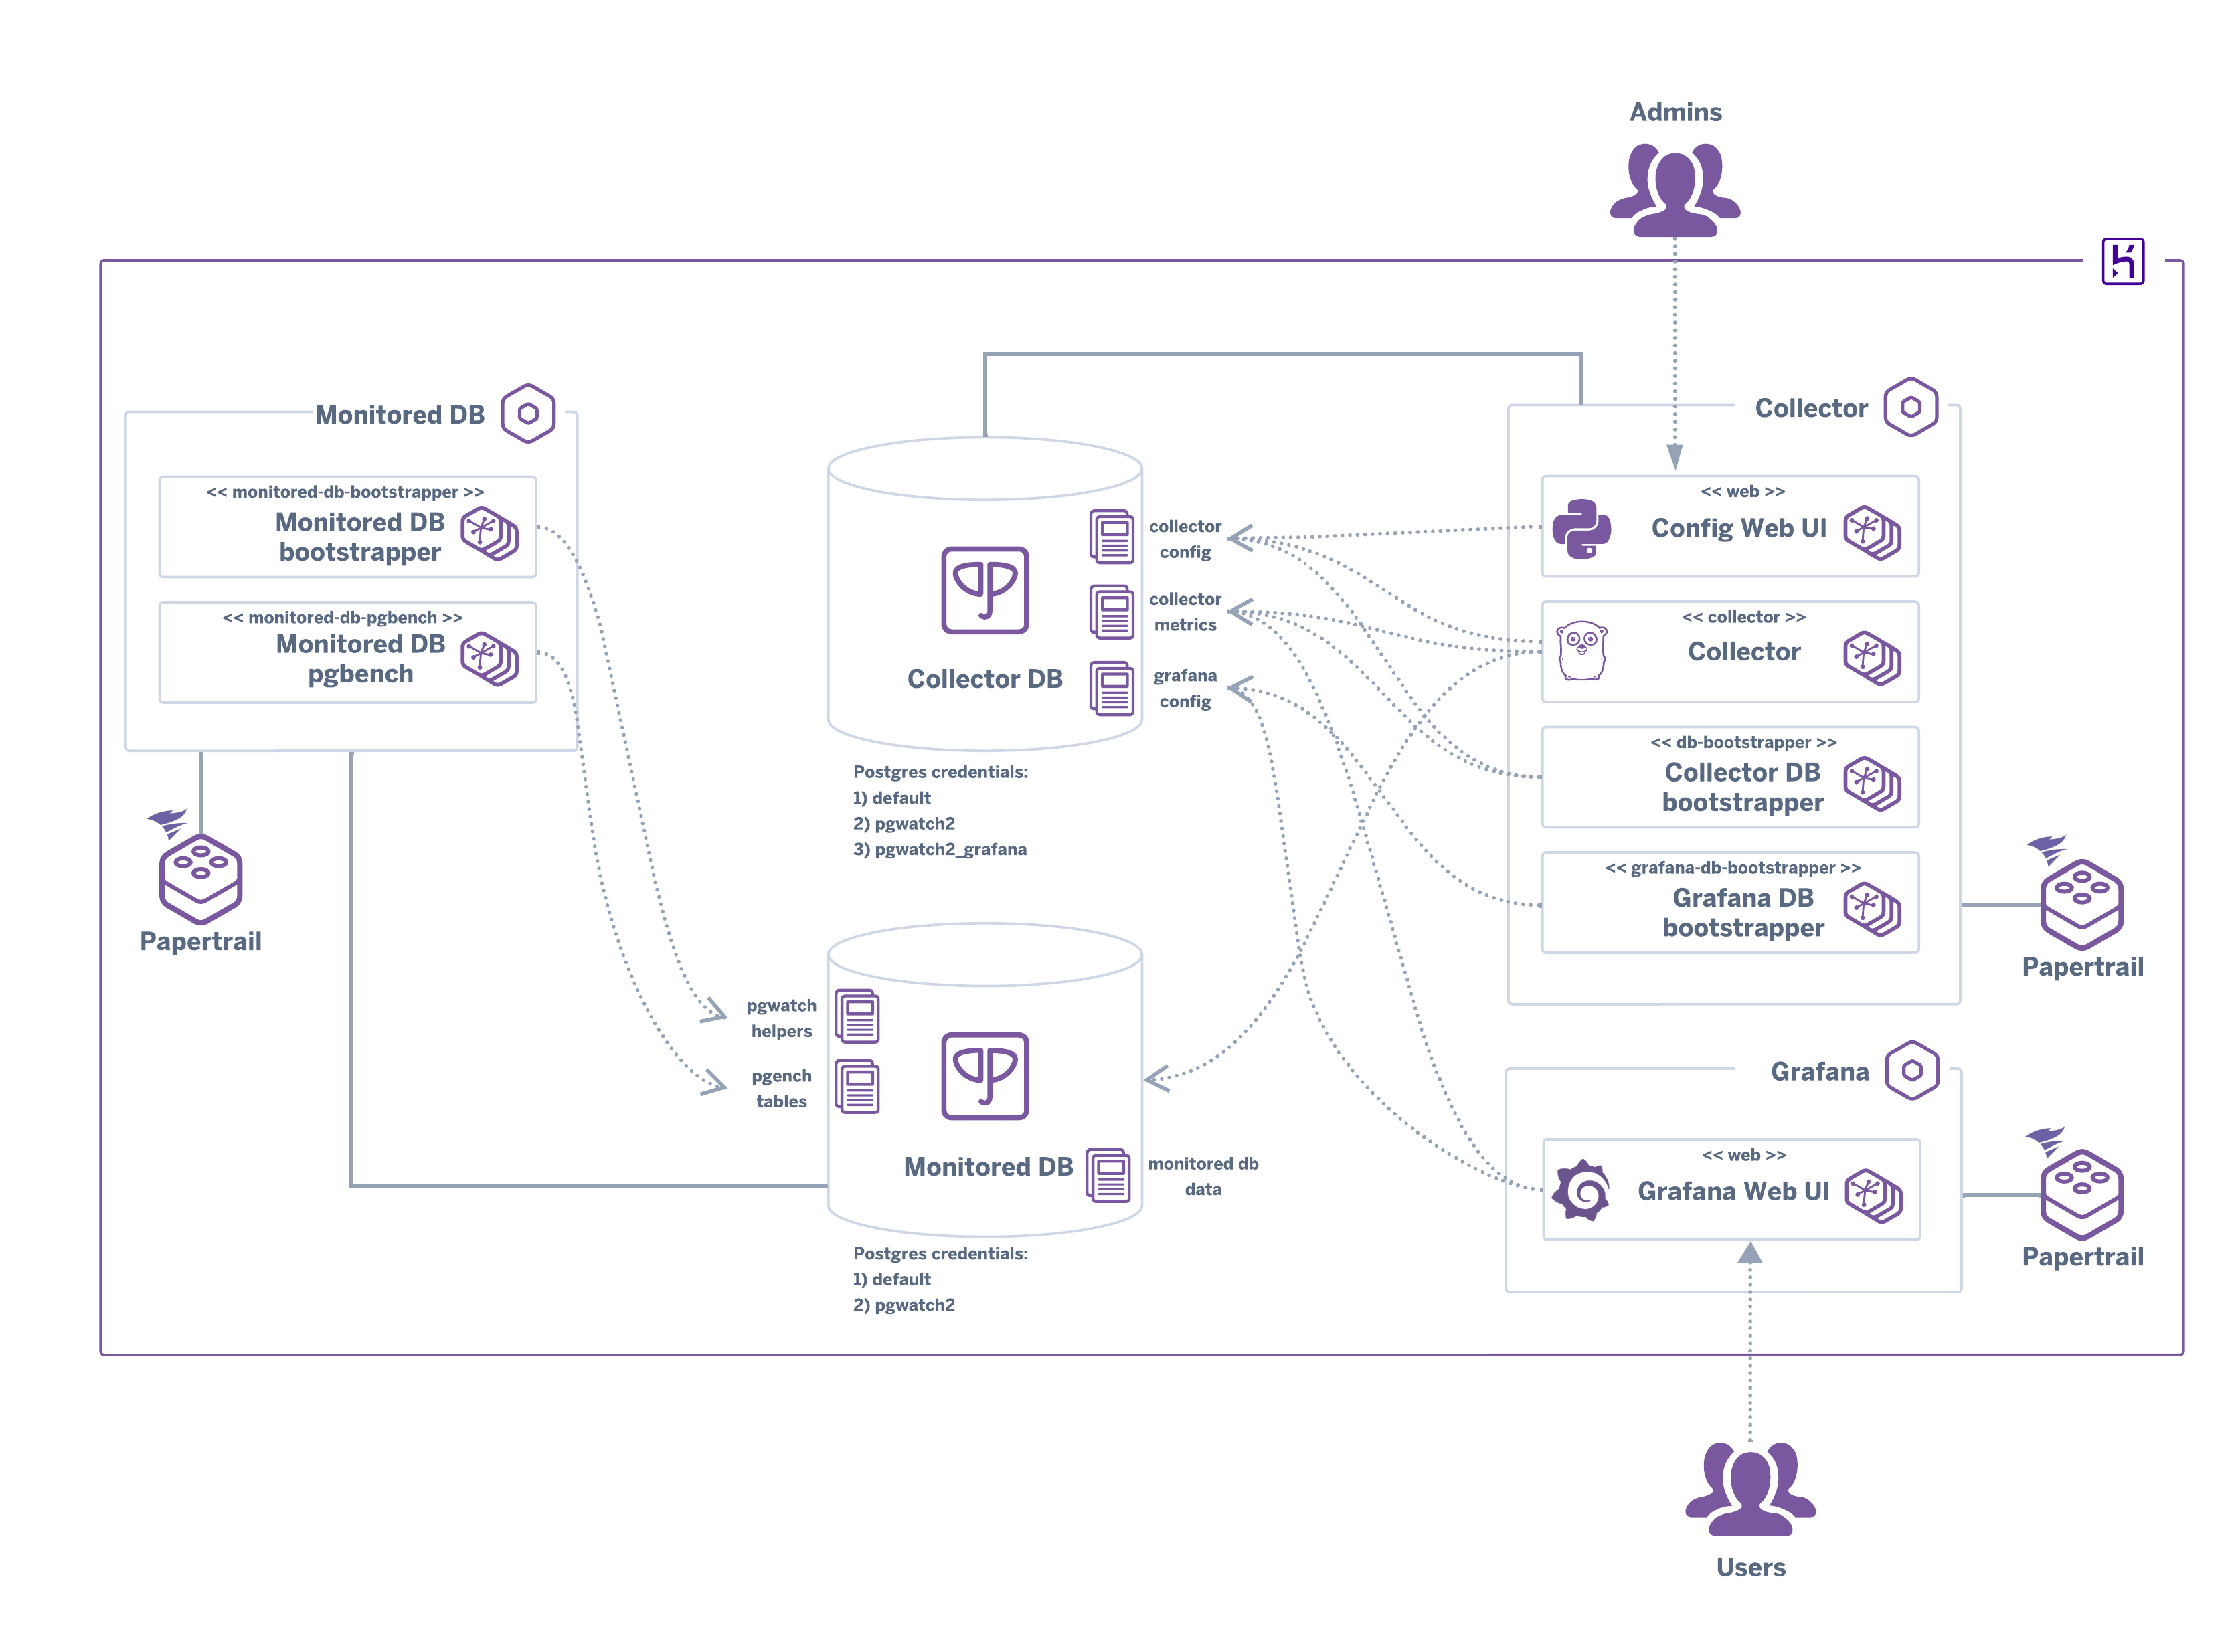 Admins
Monitored DB
<< monitored-db-bootstrapper >>
Monitored DB
bootstrapper
<< monitored-db-pgbench >>
Monitored DB
pgbench
Papertrail
Collector DB
collector
config
collector
metrics
grafana
config
Postgres credentials:
1) default
2) pgwatch2
3) pgwatch2_grafana
pgwatch
helpers
pgench
tables
Monitored DB
monitored db
data
Postgres credentials:
1) default
2) pgwatch2
Collector
<< web >>
Config Web UI
<< collector >>
Collector
<< db-bootstrapper >>
Collector DB
bootstrapper
<< grafana-db-bootstrapper >>
Grafana DB
bootstrapper
Papertrail
Grafana
<< web >>
Grafana Web UI
Papertrail
Users